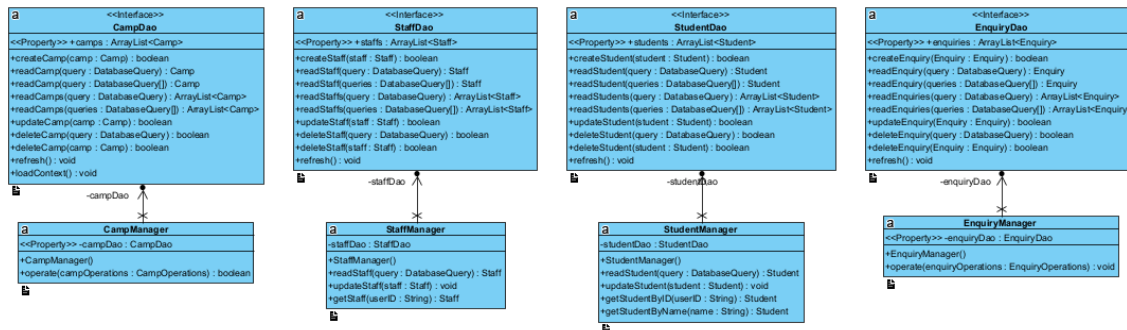 a
<<Interface>>
CampDao
<<Property>> +camps : ArrayList<Camp>
+createCamp(camp : Camp) : boolean
+readCamp(query : DatabaseQuery) : Camp
+readCamp(queries : DatabaseQuery[]) : Camp
+readCamps(query : DatabaseQuery) : ArrayList<Camp>
+readCamps(queries : DatabaseQuery[]) : ArrayList<Camp>
+updateCamp(camp : Camp) : boolean
+deleteCamp(query : DatabaseQuery) : boolean
+deleteCamp(camp : Camp) : boolean
+refresh() : void
+loadContext() : void
-campDao
a
CampManager
<<Property>> -campDao : CampDao
+CampManager()
+operate(campOperations : CampOperations) : boolean
a
<<Interface>>
StaffDao
<<Property>> +staffs : ArrayList<Staff>
+createStaff(staff : Staff) : boolean
+readStaff(query : DatabaseQuery) : Staff
+readStaff(queries : DatabaseQuery[]) : Staff
+readStaffs(query : DatabaseQuery) : ArrayList<Staff>
+readStaffs(queries : DatabaseQuery[]) : ArrayList<Staff>
+updateStaff(staff : Staff) : boolean
+deleteStaff(query : DatabaseQuery) : boolean
+deleteStaff(staff : Staff) : boolean
+refresh() : void
-staffDao
a
StaffManager
-staffDao : StaffDao
+StaffManager()
+readStaff(query : DatabaseQuery) : Staff
+updateStaff(staff : Staff) : void
+getStaff(userID : String) : Staff
a
<<Interface>>
StudentDao
<<Property>> +students : ArrayList<Student>
+createStudent(student : Student) : boolean
+readStudent(query : DatabaseQuery) : Student
+readStudent(queries : DatabaseQuery[]) : Student
+readStudents(query : DatabaseQuery) : ArrayList<Student>
+readStudents(queries : DatabaseQuery[]) : ArrayList<Student>
+updateStudent(student : Student) : boolean
+deleteStudent(query : DatabaseQuery) : boolean
+deleteStudent(student : Student) : boolean
+refresh() : void
-studentDao
a
StudentManager
-studentDao : StudentDao
+StudentManager()
+readStudent(query : DatabaseQuery) : Student
+updateStudent(student : Student) : void
+getStudentByID(userID : String) : Student
+getStudentByName(name : String) : Student
a
<<Interface>>
EnquiryDao
<<Property>> +enquiries : ArrayList<Enquiry>
+createEnquiry(Enquiry : Enquiry) : boolean
+readEnquiry(query : DatabaseQuery) : Enquiry
+readEnquiry(queries : DatabaseQuery[]) : Enquiry
+readEnquiries(query : DatabaseQuery) : ArrayList<Enquiry>
+readEnquiries(queries : DatabaseQuery[]) : ArrayList<Enquiry
+updateEnquiry(Enquiry : Enquiry) : boolean
+deleteEnquiry(query : DatabaseQuery) : boolean
+deleteEnquiry(Enquiry : Enquiry) : boolean
+refresh() : void
-enquiryDao
a
EnquiryManager
<<Property>> -enquiryDao : EnquiryDao
+EnquiryManager()
+operate(enquiryOperations : EnquiryOperations) : void